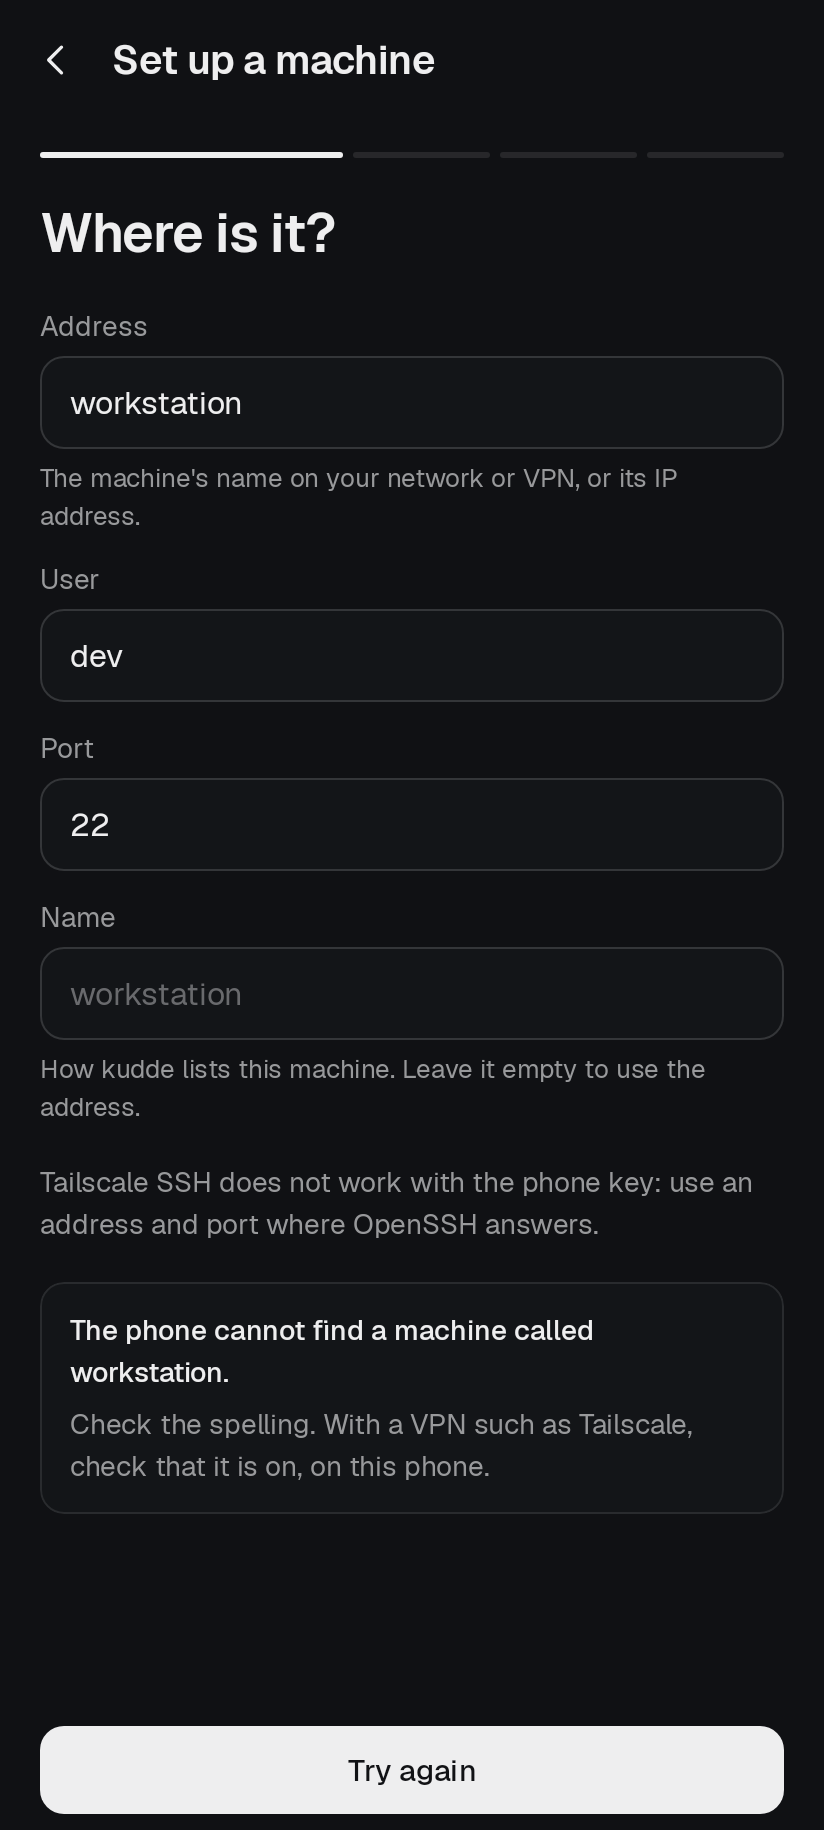 Set up a machine
Where is it?
Address
workstation
The machine's name on your network or VPN, or its IP
address.
User
dev
Port
22
Name
workstation
How kudde lists this machine. Leave it empty to use the
address.
Tailscale SSH does not work with the phone key: use an
address and port where OpenSSH answers.
The phone cannot find a machine called
workstation.
Check the spelling. With a VPN such as Tailscale,
check that it is on, on this phone.
Try again